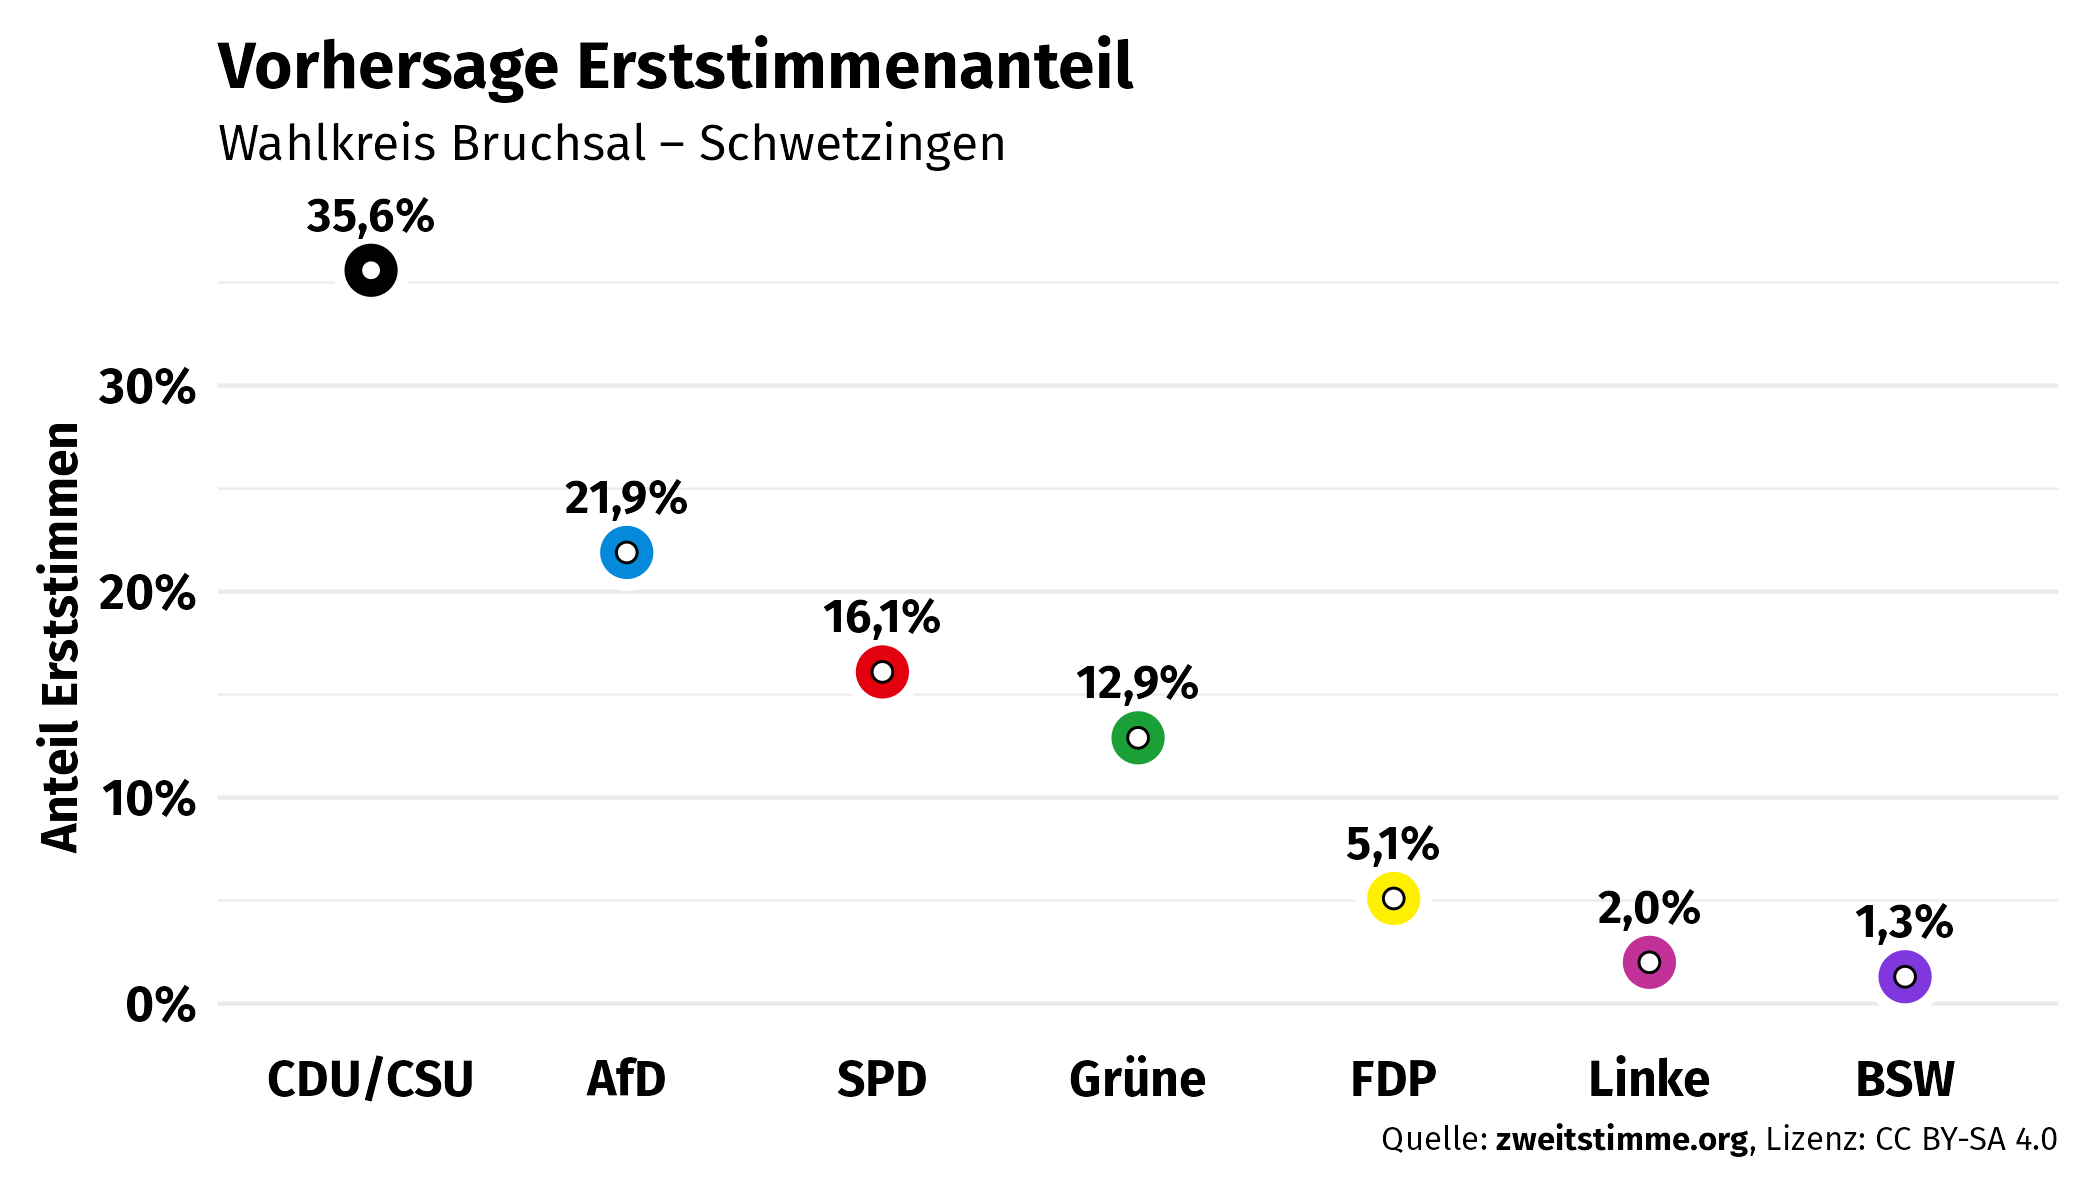 Vorhersage Erststimmenanteil
Wahlkreis Bruchsal – Schwetzingen
35,6%
30%
21,9%
20%
16,1%
12,9%
10%
5,1%
2,0%
1,3%
0%
Anteil Erststimmen
CDU/CSU AfD SPD Grüne FDP Linke BSW
Quelle: zweitstimme.org, Lizenz: CC BY-SA 4.0